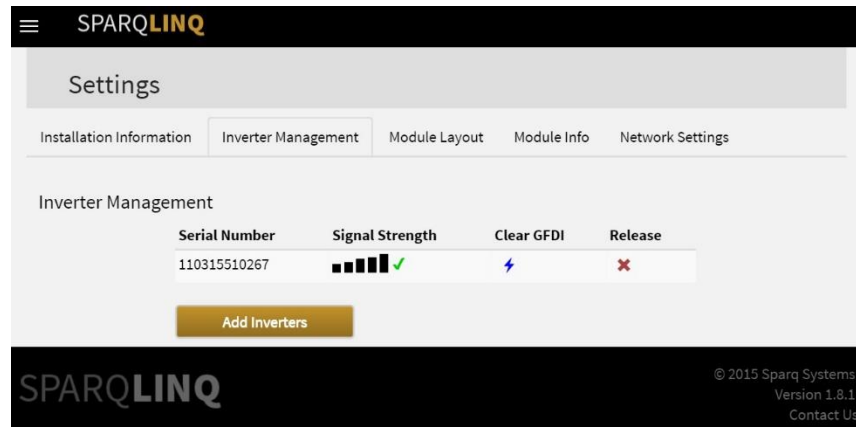 SPARQLINQ
Settings
Installation Information Inverter Management Module Layout Module Info Network Settings
Inverter Management
Serial Number Signal Strength Clear GFDI Release
110315510267
Add Inverters
SPARQLINQ
© 2015 Sparq Systems
Version 1.8.1
Contact Us